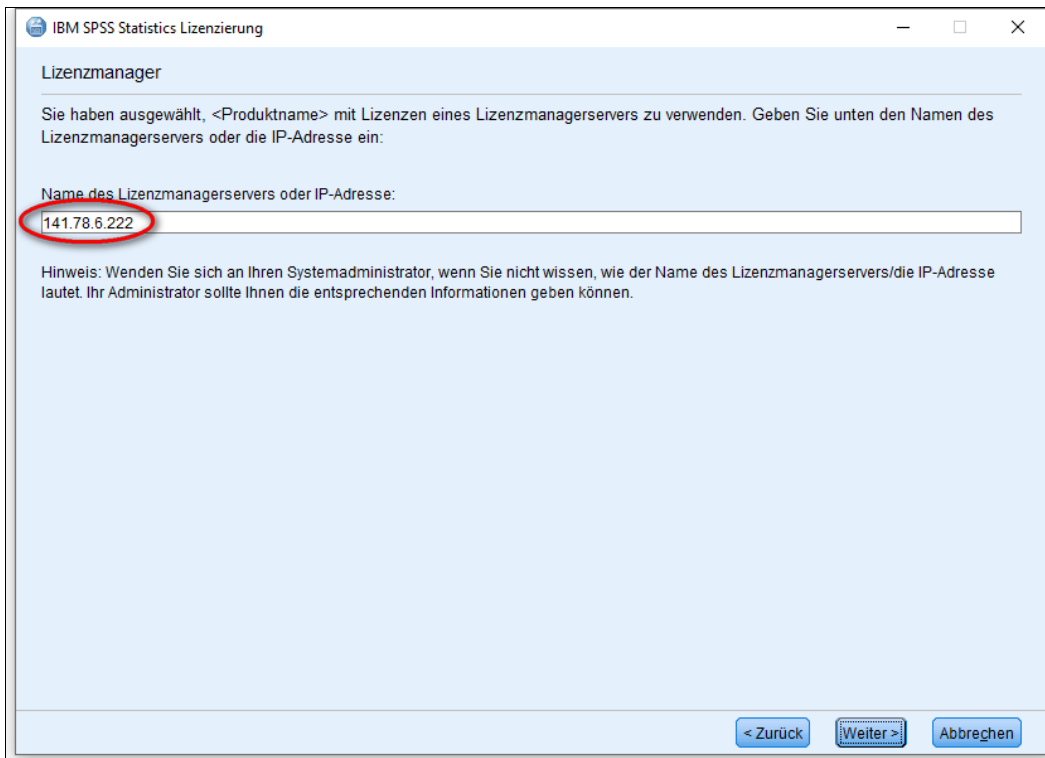 IBM SPSS Statistics Lizenzierung
Lizenzmanager
Sie haben ausgewählt, <Produktname> mit Lizenzen eines Lizenzmanagerservers zu verwenden. Geben Sie unten den Namen des
Lizenzmanagerservers oder die IP-Adresse ein:
Name des Lizenzmanagerservers oder IP-Adresse:
141.78.6.222
Hinweis: Wenden Sie sich an Ihren Systemadministrator, wenn Sie nicht wissen, wie der Name des Lizenzmanagerservers/die IP-Adresse
lautet. Ihr Administrator sollte Ihnen die entsprechenden Informationen geben können.
< Zurück Weiter > Abbrechen